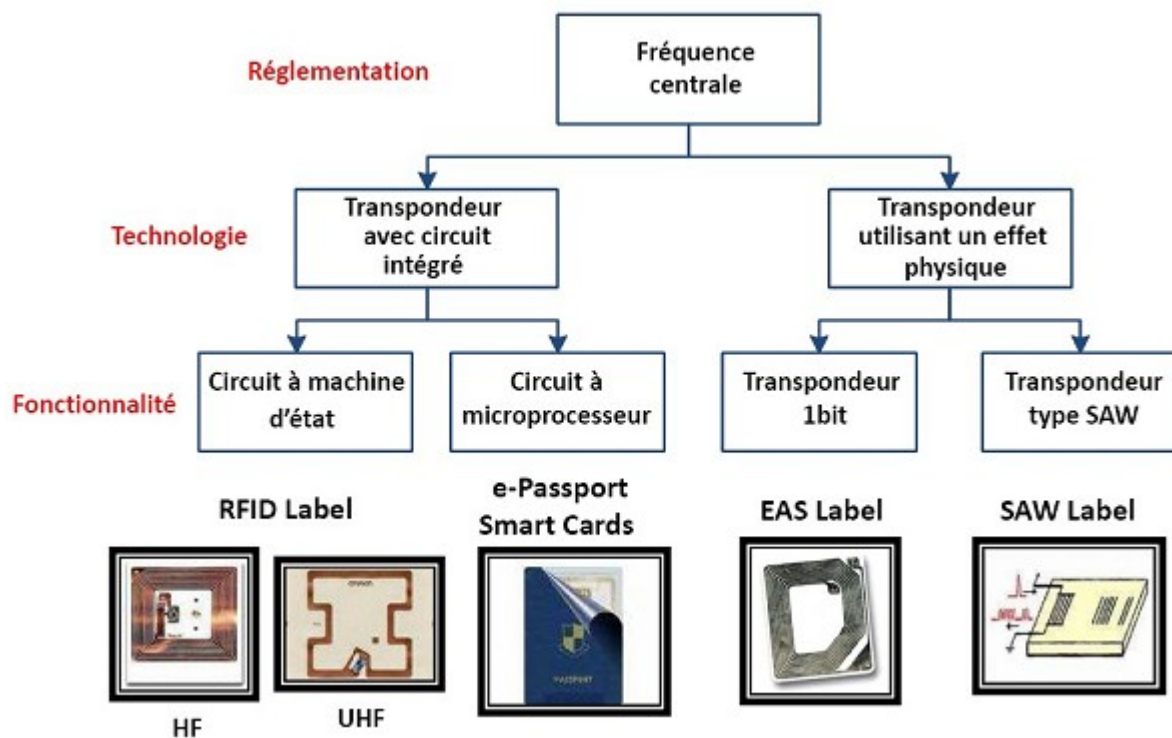 Réglementation
Fréquence
centrale
Technologie
Transpondeur
avec circuit
intégré
Transpondeur
utilisant un effet
physique
Fonctionnalité
Circuit à machine
d'état
Circuit à
microprocesseur
Transpondeur
1bit
Transpondeur
type SAW
RFID Label
e-Passport
Smart Cards
EAS Label
SAW Label
PASSPORT
HF
UHF